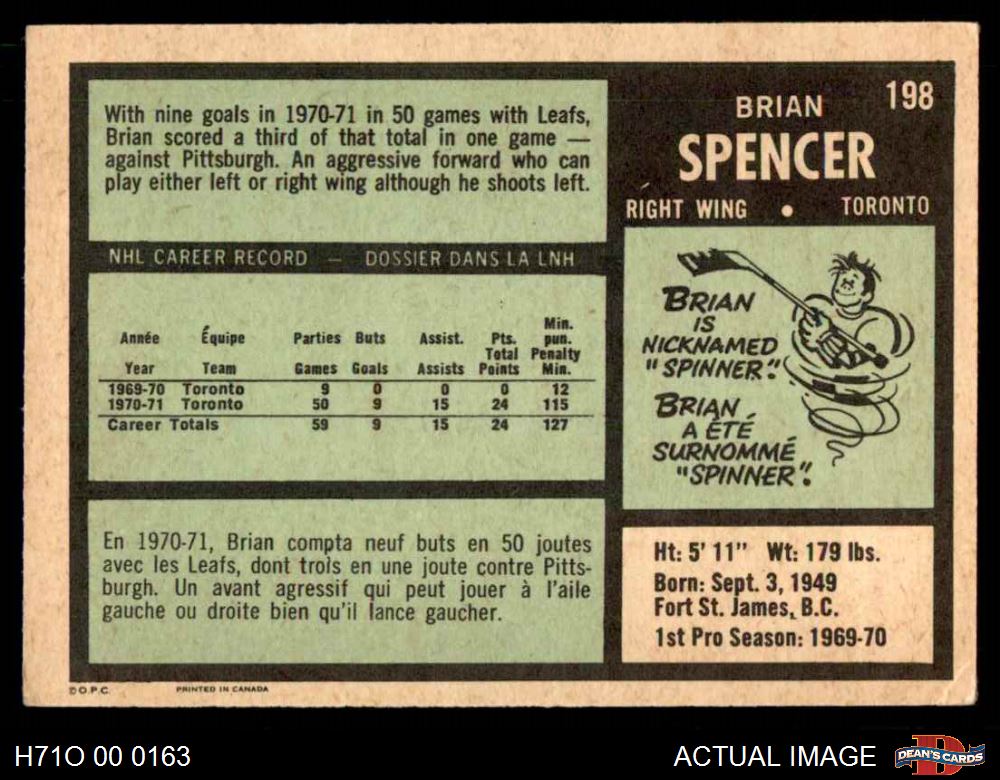 With nine goals in 1970-71 in 50 games with Leafs,
Brian scored a third of that total in one game —
against Pittsburgh. An aggressive forward who can
play either left or right wing although he shoots left.
BRIAN 198
SPENCER
RIGHT WING • TORONTO
NHL CAREER RECORD — DOSSIER DANS LA LNH
Année Équipe Parties Buts Assist. Pts. Min. pun.
Year Team Games Goals Assists Total Points Penalty Min.
1969-70 Toronto 9 0 0 0 12
1970-71 Toronto 50 9 15 24 115
Career Totals 59 9 15 24 127
BRIAN
IS
NICKNAMED
"SPINNER".
BRIAN
A ÉTÉ
SURNOMMÉ
"SPINNER".
En 1970-71, Brian compta neuf buts en 50 joutes
avec les Leafs, dont trois en une joute contre Pitts-
burgh. Un avant agressif qui peut jouer à l'aile
gauche ou droite bien qu'il lance gaucher.
Ht: 5' 11" Wt: 179 lbs.
Born: Sept. 3, 1949
Fort St. James, B.C.
1st Pro Season: 1969-70
© O.P.C. PRINTED IN CANADA
H71O 00 0163 ACTUAL IMAGE DEAN'S CARDS